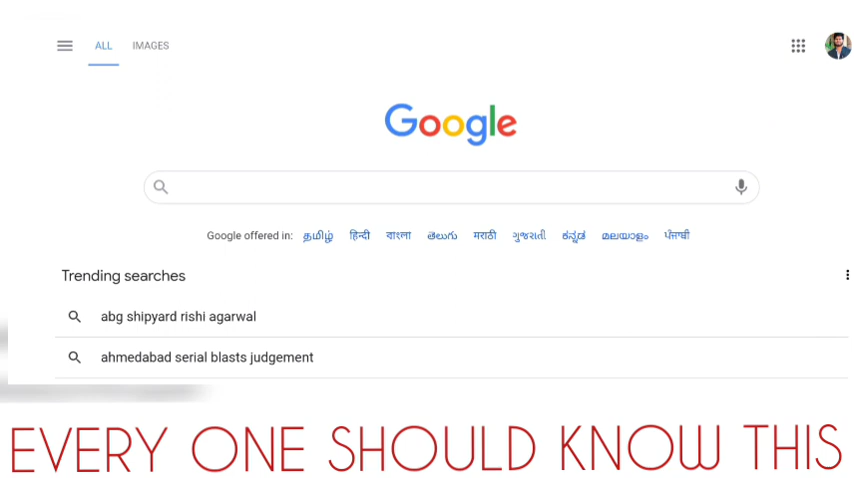 ALL IMAGES
Google
Google offered in: தமிழ் हिन्दी বাংলা తెలుగు मराठी ગુજરાતી ಕನ್ನಡ മലയാളം ਪੰਜਾਬੀ
Trending searches
abg shipyard rishi agarwal
ahmedabad serial blasts judgement
EVERY ONE SHOULD KNOW THIS